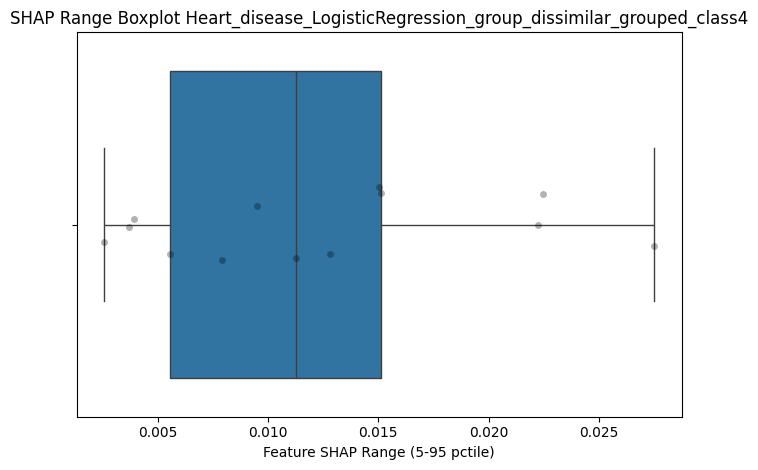 SHAP Range Boxplot Heart_disease_LogisticRegression_group_dissimilar_grouped_class4
0.005 0.010 0.015 0.020 0.025
Feature SHAP Range (5-95 pctile)